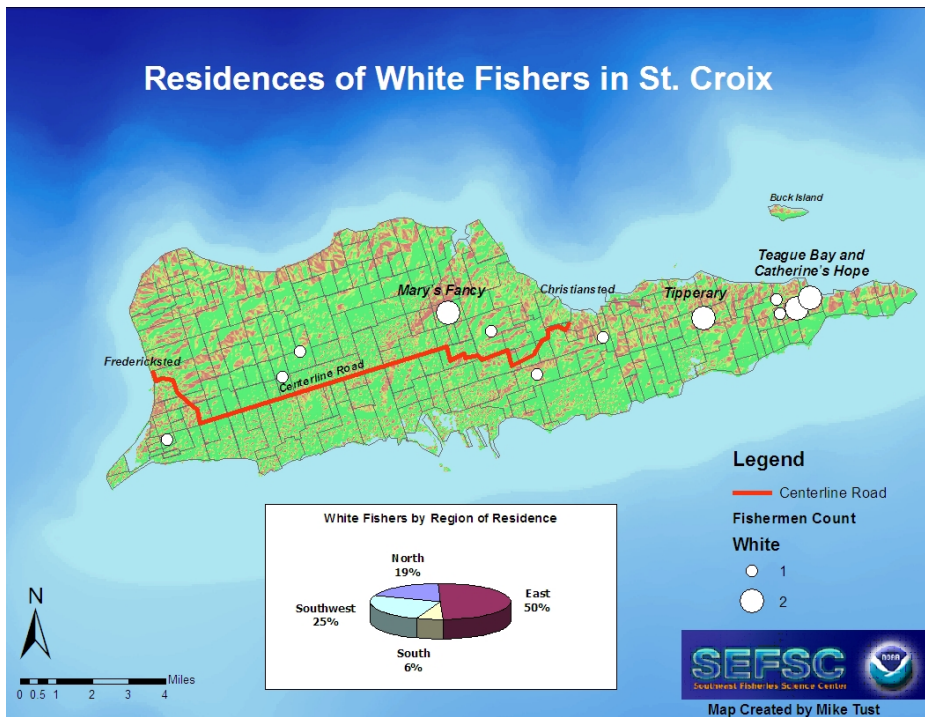 Residences of White Fishers in St. Croix
Buck Island
Teague Bay and
Catherine's Hope
Mary's Fancy
Christiansted
Tipperary
Fredericksted
Centerline Road
Legend
Centerline Road
Fishermen Count
White
1
2
White Fishers by Region of Residence
North
19%
East
50%
Southwest
25%
South
6%
N
Miles
0 0.5 1 2 3 4
SEFSC
Southeast Fisheries Science Center
NOAA
Map Created by Mike Tust